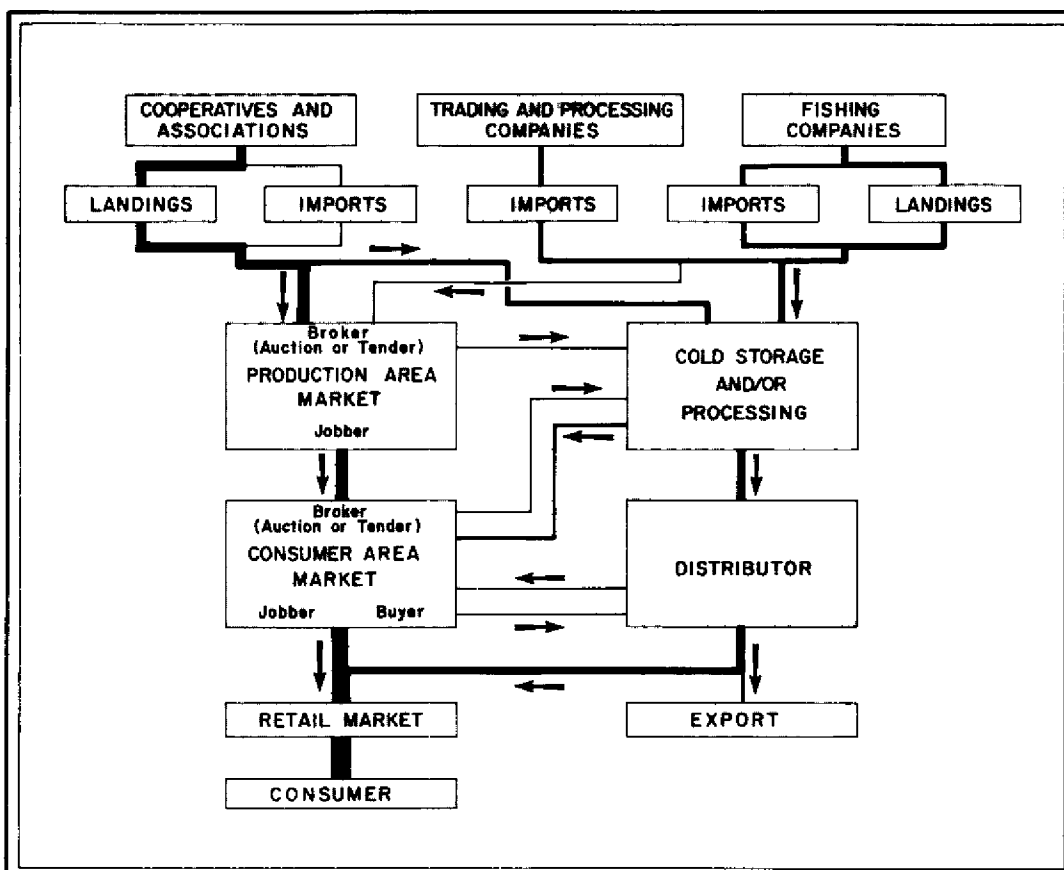 COOPERATIVES AND
ASSOCIATIONS
TRADING AND PROCESSING
COMPANIES
FISHING
COMPANIES
LANDINGS
IMPORTS
IMPORTS
IMPORTS
LANDINGS
Broker
(Auction or Tender)
PRODUCTION AREA
MARKET
Jobber
COLD STORAGE
AND/OR
PROCESSING
Broker
(Auction or Tender)
CONSUMER AREA
MARKET
Jobber Buyer
DISTRIBUTOR
RETAIL MARKET
EXPORT
CONSUMER